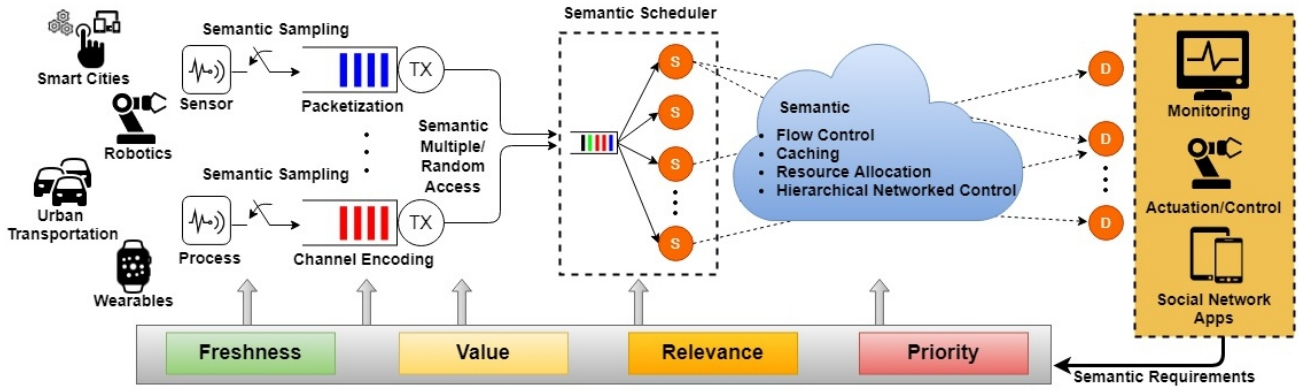 Smart Cities
Robotics
Urban
Transportation
Wearables
Semantic Sampling
Sensor
TX
Packetization
Semantic Sampling
Process
TX
Channel Encoding
Semantic
Multiple/
Random
Access
Semantic Scheduler
S
S
S
S
Semantic
• Flow Control
• Caching
• Resource Allocation
• Hierarchical Networked Control
D
D
D
Monitoring
Actuation/Control
Social Network
Apps
Freshness
Value
Relevance
Priority
Semantic Requirements